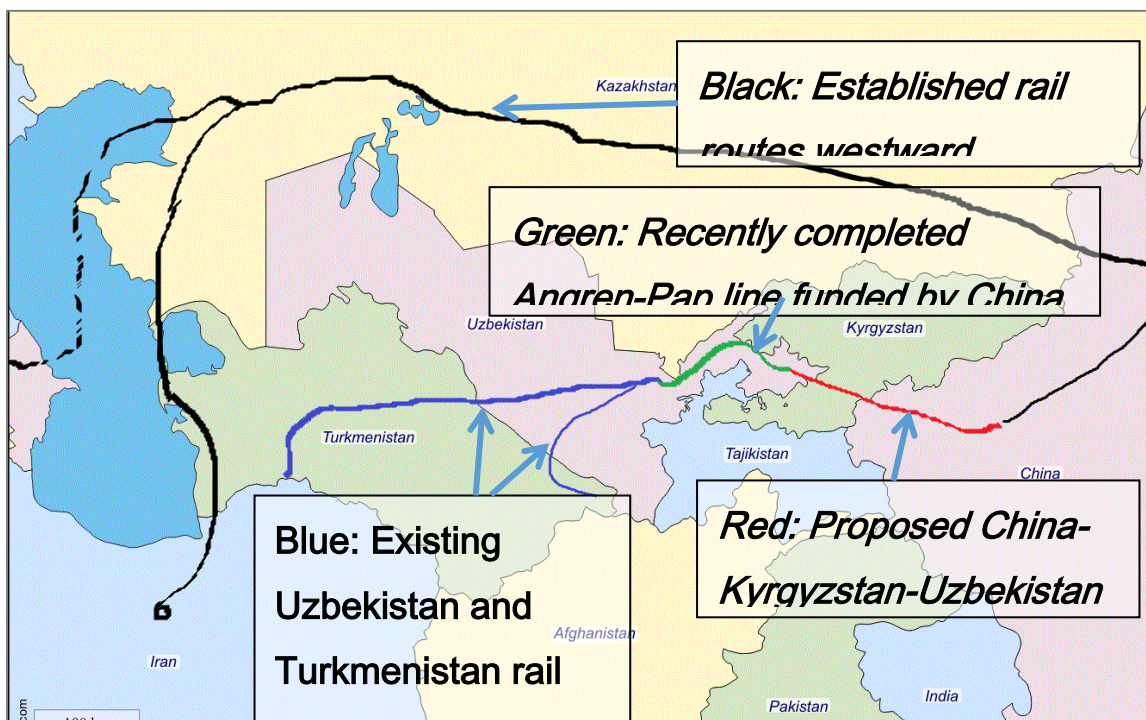 Kazakhstan
Black: Established rail
routes westward
Green: Recently completed
Angren-Pap line funded by China
Uzbekistan
Kyrgyzstan
Turkmenistan
Tajikistan
China
Blue: Existing
Uzbekistan and
Turkmenistan rail
Red: Proposed China-
Kyrgyzstan-Uzbekistan
Afghanistan
Iran
India
Pakistan
com